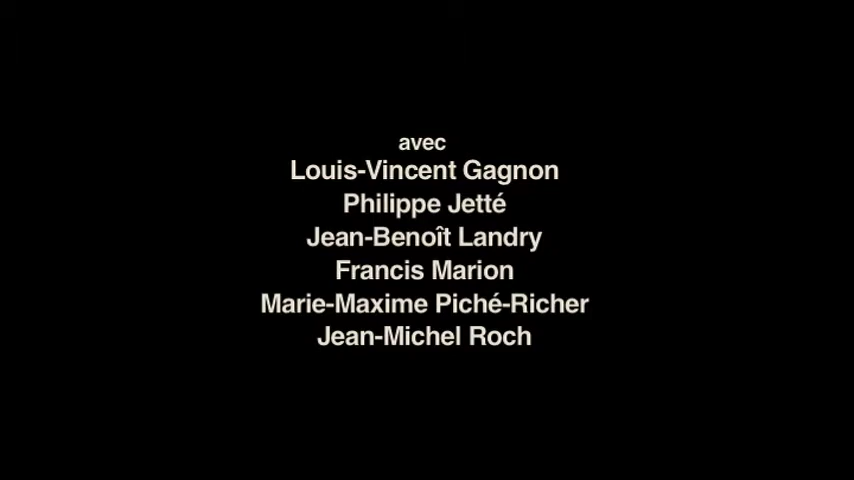 avec
Louis-Vincent Gagnon
Philippe Jetté
Jean-Benoît Landry
Francis Marion
Marie-Maxime Piché-Richer
Jean-Michel Roch